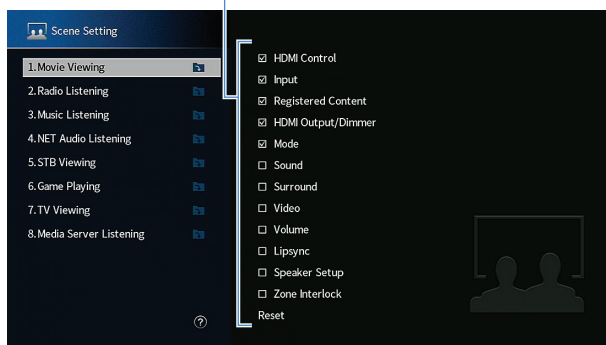 Scene Setting
1.Movie Viewing
2.Radio Listening
3.Music Listening
4.NET Audio Listening
5.STB Viewing
6.Game Playing
7.TV Viewing
8.Media Server Listening
?
☑ HDMI Control
☑ Input
☑ Registered Content
☑ HDMI Output/Dimmer
☑ Mode
☐ Sound
☐ Surround
☐ Video
☐ Volume
☐ Lipsync
☐ Speaker Setup
☐ Zone Interlock
Reset